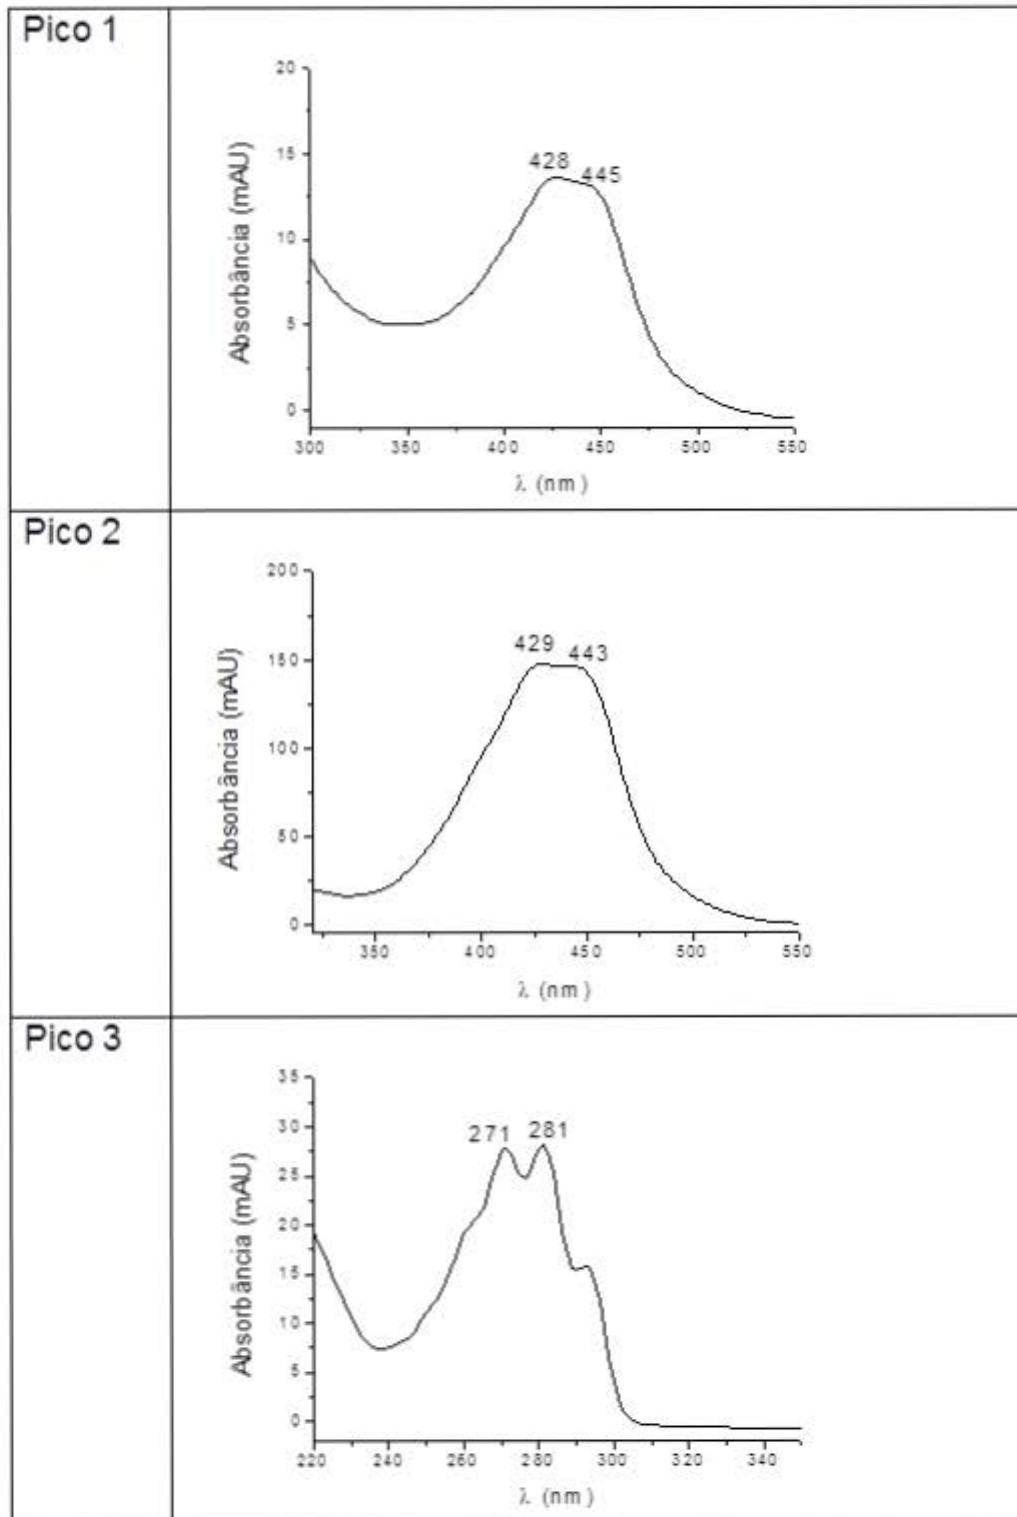 Pico 1
20
15
10
5
0
Absorbância (mAU)
428
445
300 350 400 450 500 550
λ (nm)
Pico 2
200
150
100
50
0
Absorbância (mAU)
429
443
350 400 450 500 550
λ (nm)
Pico 3
35
30
25
20
15
10
5
0
Absorbância (mAU)
271
281
220 240 260 280 300 320 340
λ (nm)